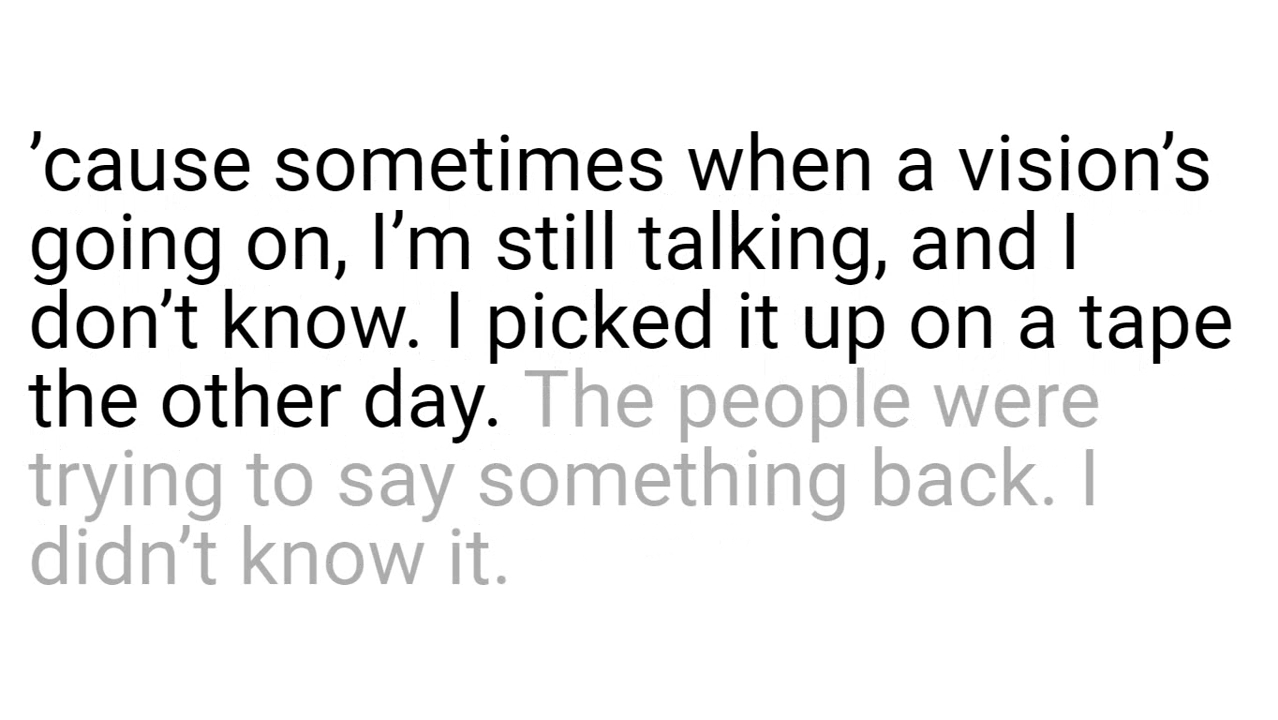 ’cause sometimes when a vision’s
going on, I’m still talking, and I
don’t know. I picked it up on a tape
the other day. The people were
trying to say something back. I
didn’t know it.